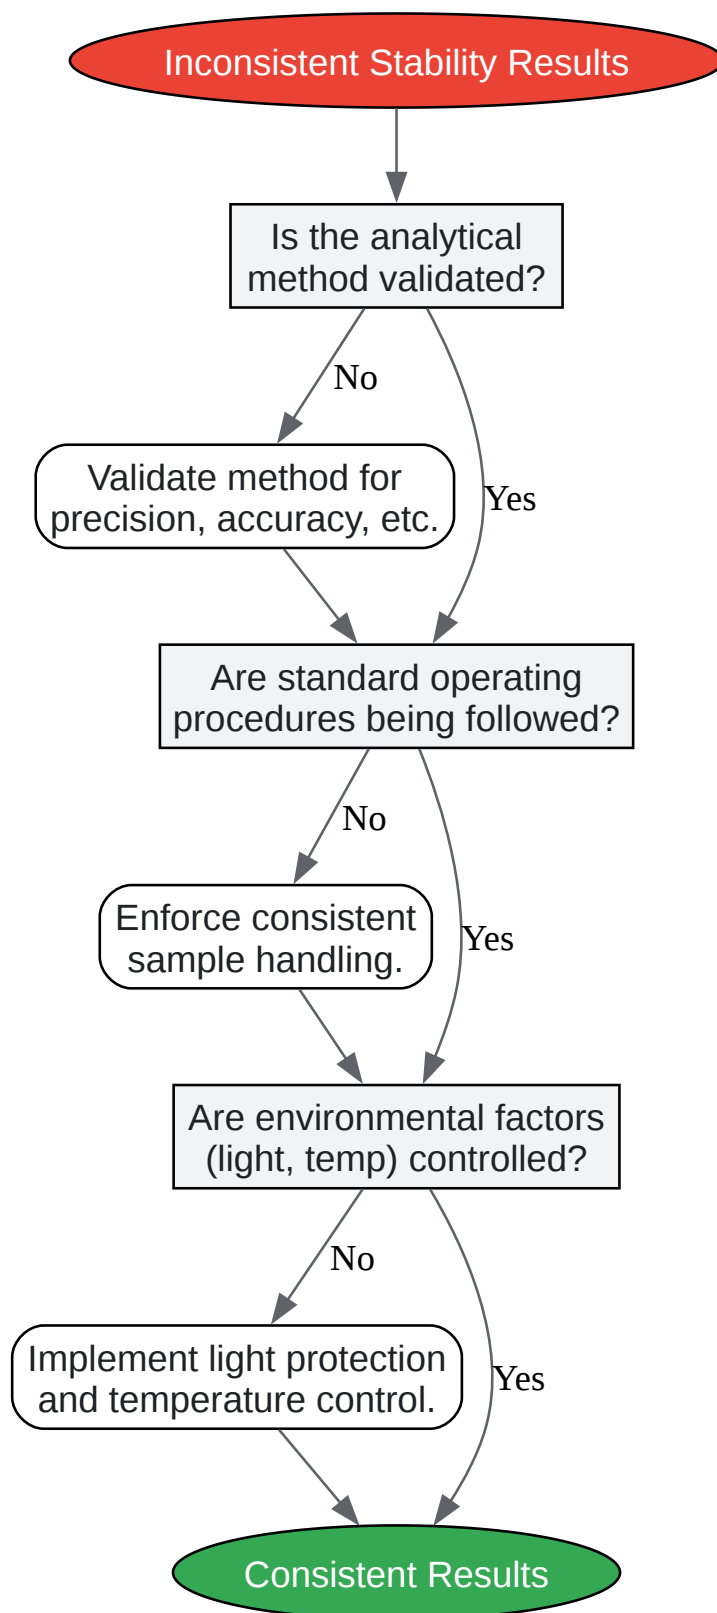 Inconsistent Stability Results
Is the analytical
method validated?
No
Validate method for
precision, accuracy, etc.
Yes
Are standard operating
procedures being followed?
No
Enforce consistent
sample handling.
Yes
Are environmental factors
(light, temp) controlled?
No
Implement light protection
and temperature control.
Yes
Consistent Results